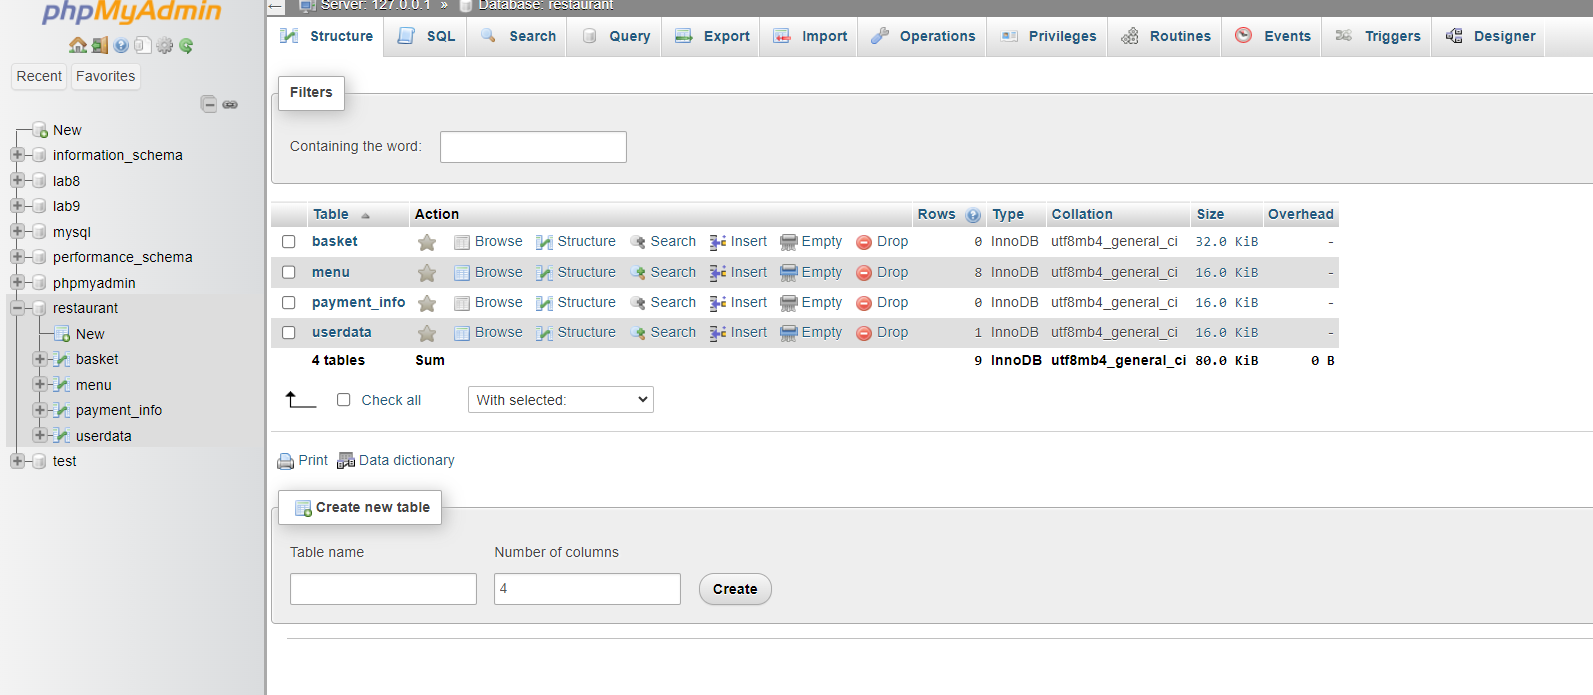 phpMyAdmin
Recent Favorites
New
information_schema
lab8
lab9
mysql
performance_schema
phpmyadmin
restaurant
New
basket
menu
payment_info
userdata
test
← Server: 127.0.0.1 » Database: restaurant
Structure SQL Search Query Export Import Operations Privileges Routines Events Triggers Designer
Filters
Containing the word:
Table Action Rows Type Collation Size Overhead
basket Browse Structure Search Insert Empty Drop 0 InnoDB utf8mb4_general_ci 32.0 KiB -
menu Browse Structure Search Insert Empty Drop 8 InnoDB utf8mb4_general_ci 16.0 KiB -
payment_info Browse Structure Search Insert Empty Drop 0 InnoDB utf8mb4_general_ci 16.0 KiB -
userdata Browse Structure Search Insert Empty Drop 1 InnoDB utf8mb4_general_ci 16.0 KiB -
4 tables Sum 9 InnoDB utf8mb4_general_ci 80.0 KiB 0 B
Check all With selected:
Print Data dictionary
Create new table
Table name Number of columns
4 Create